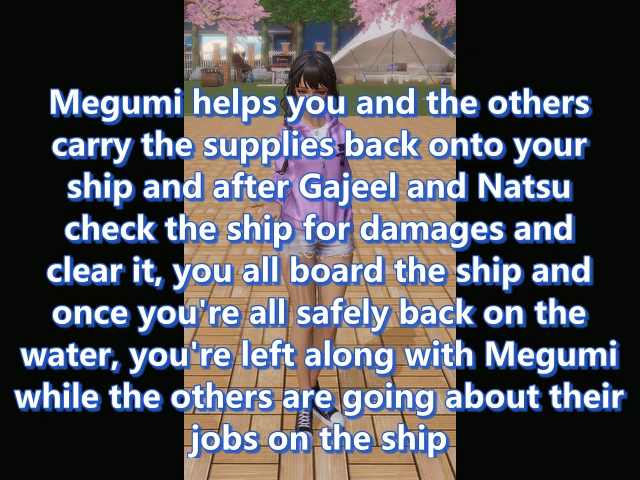 Megumi helps you and the others
carry the supplies back onto your
ship and after Gajeel and Natsu
check the ship for damages and
clear it, you all board the ship and
once you're all safely back on the
water, you're left along with Megumi
while the others are going about their
jobs on the ship